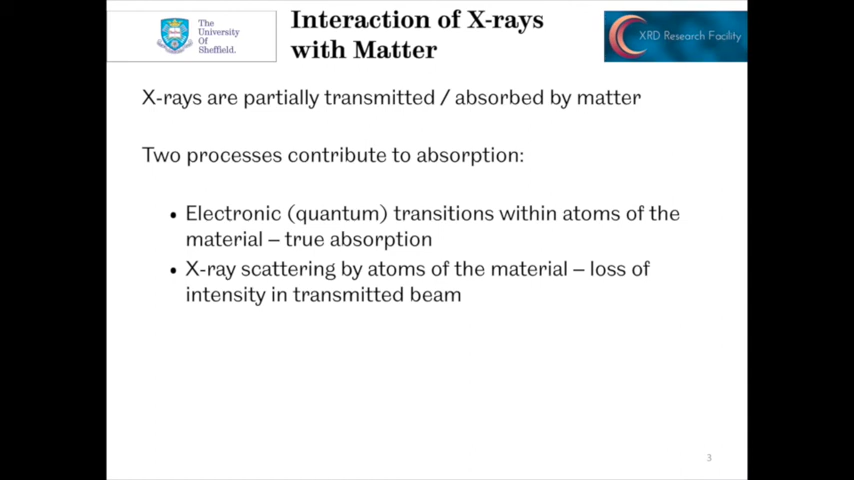 The
University
Of
Sheffield.
Interaction of X-rays
with Matter
XRD Research Facility
X-rays are partially transmitted / absorbed by matter
Two processes contribute to absorption:
• Electronic (quantum) transitions within atoms of the
material – true absorption
• X-ray scattering by atoms of the material – loss of
intensity in transmitted beam
3